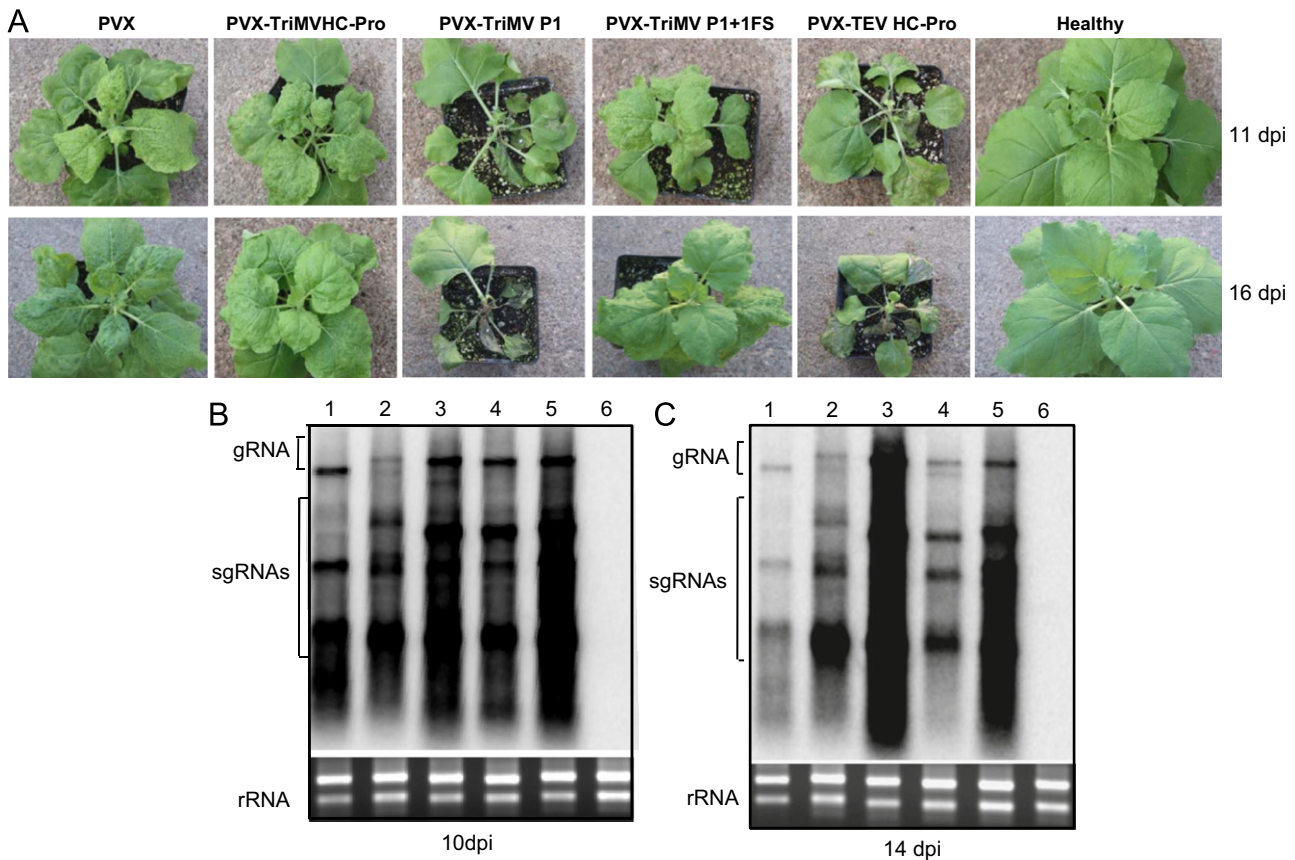 A
PVX PVX-TriMVHC-Pro PVX-TriMV P1 PVX-TriMV P1+1FS PVX-TEV HC-Pro Healthy
11 dpi
16 dpi
B
1 2 3 4 5 6
gRNA
sgRNAs
rRNA
10dpi
C
1 2 3 4 5 6
gRNA
sgRNAs
rRNA
14 dpi